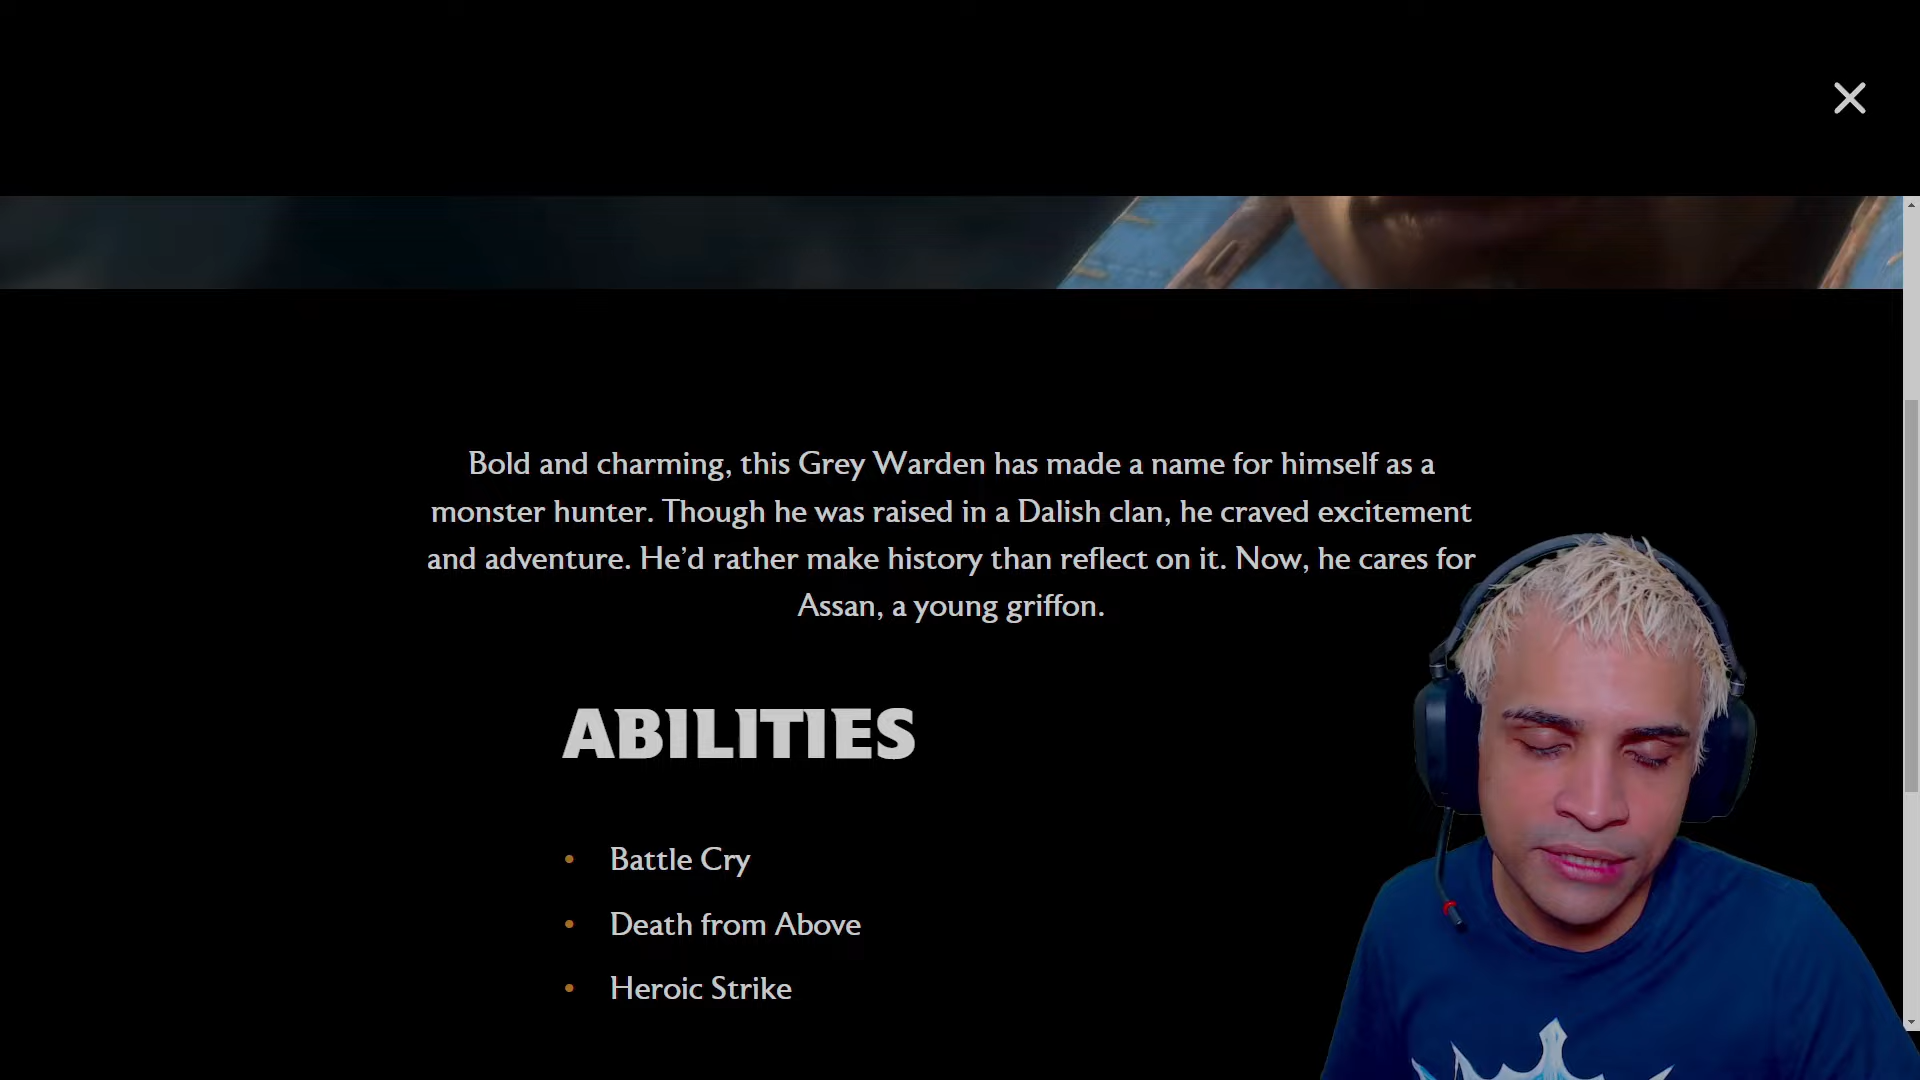 Bold and charming, this Grey Warden has made a name for himself as a
monster hunter. Though he was raised in a Dalish clan, he craved excitement
and adventure. He’d rather make history than reflect on it. Now, he cares for
Assan, a young griffon.
ABILITIES
• Battle Cry
• Death from Above
• Heroic Strike